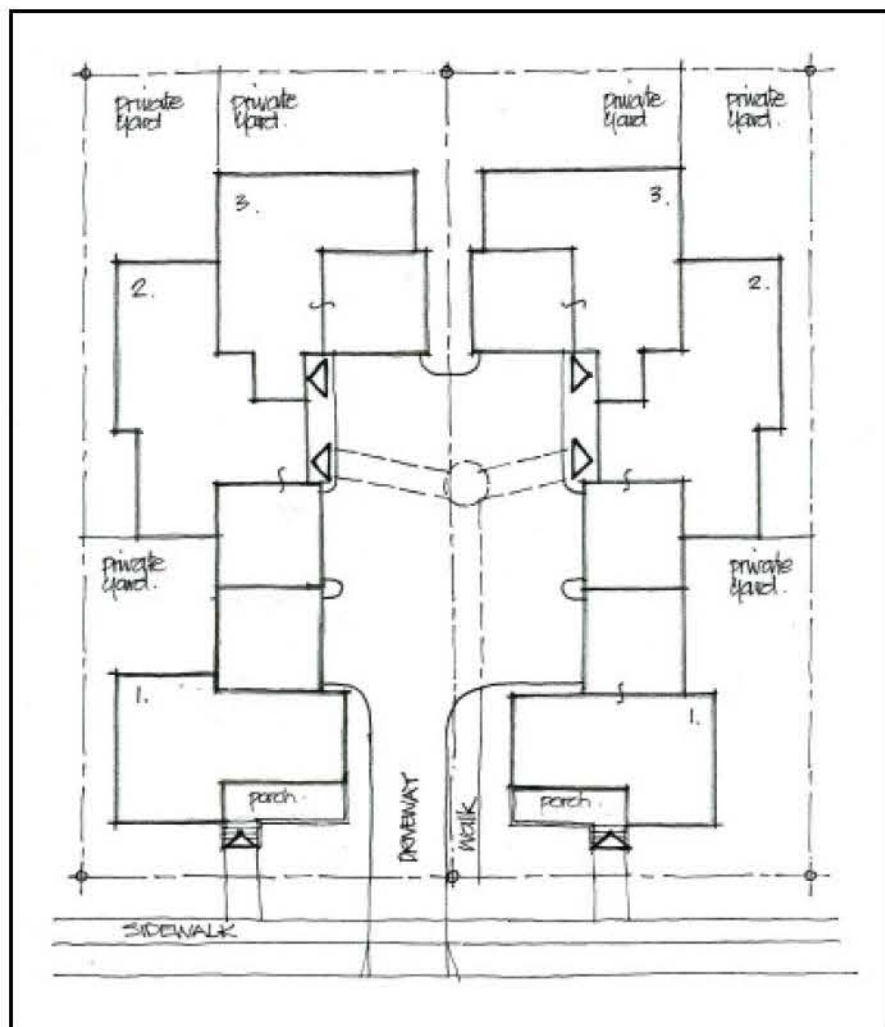 private
yard
private
yard.
private
yard
private
yard.
3.
3.
2.
2.
private
yard.
private
yard.
1.
1.
porch.
porch.
DRIVEWAY
walk
SIDEWALK